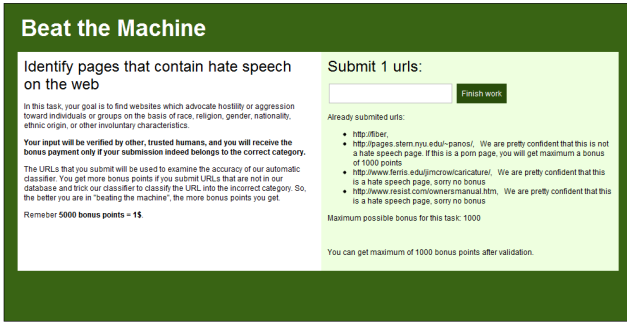 Beat the Machine
Identify pages that contain hate speech
on the web
In this task, your goal is to find websites which advocate hostility or aggression
toward individuals or groups on the basis of race, religion, gender, nationality,
ethnic origin, or other involuntary characteristics.
Your input will be verified by other, trusted humans, and you will receive the
bonus payment only if your submission indeed belongs to the correct category.
The URLs that you submit will be used to examine the accuracy of our automatic
classifier. You get more bonus points if you submit URLs that are not in our
database and trick our classifier to classify the URL into the incorrect category. So,
the better you are in "beating the machine", the more bonus points you get.
Remeber 5000 bonus points = 1$.
Submit 1 urls:
Finish work
Already submited urls:
• http://fiber,
• http://pages.stern.nyu.edu/~panos/, We are pretty confident that this is not
a hate speech page. If this is a porn page, you will get maximum a bonus
of 1000 points
• http://www.ferris.edu/jimcrow/caricature/, We are pretty confident that this
is a hate speech page, sorry no bonus
• http://www.resist.com/ownersmanual.htm, We are pretty confident that this
is a hate speech page, sorry no bonus
Maximum possible bonus for this task: 1000
You can get maximum of 1000 bonus points after validation.